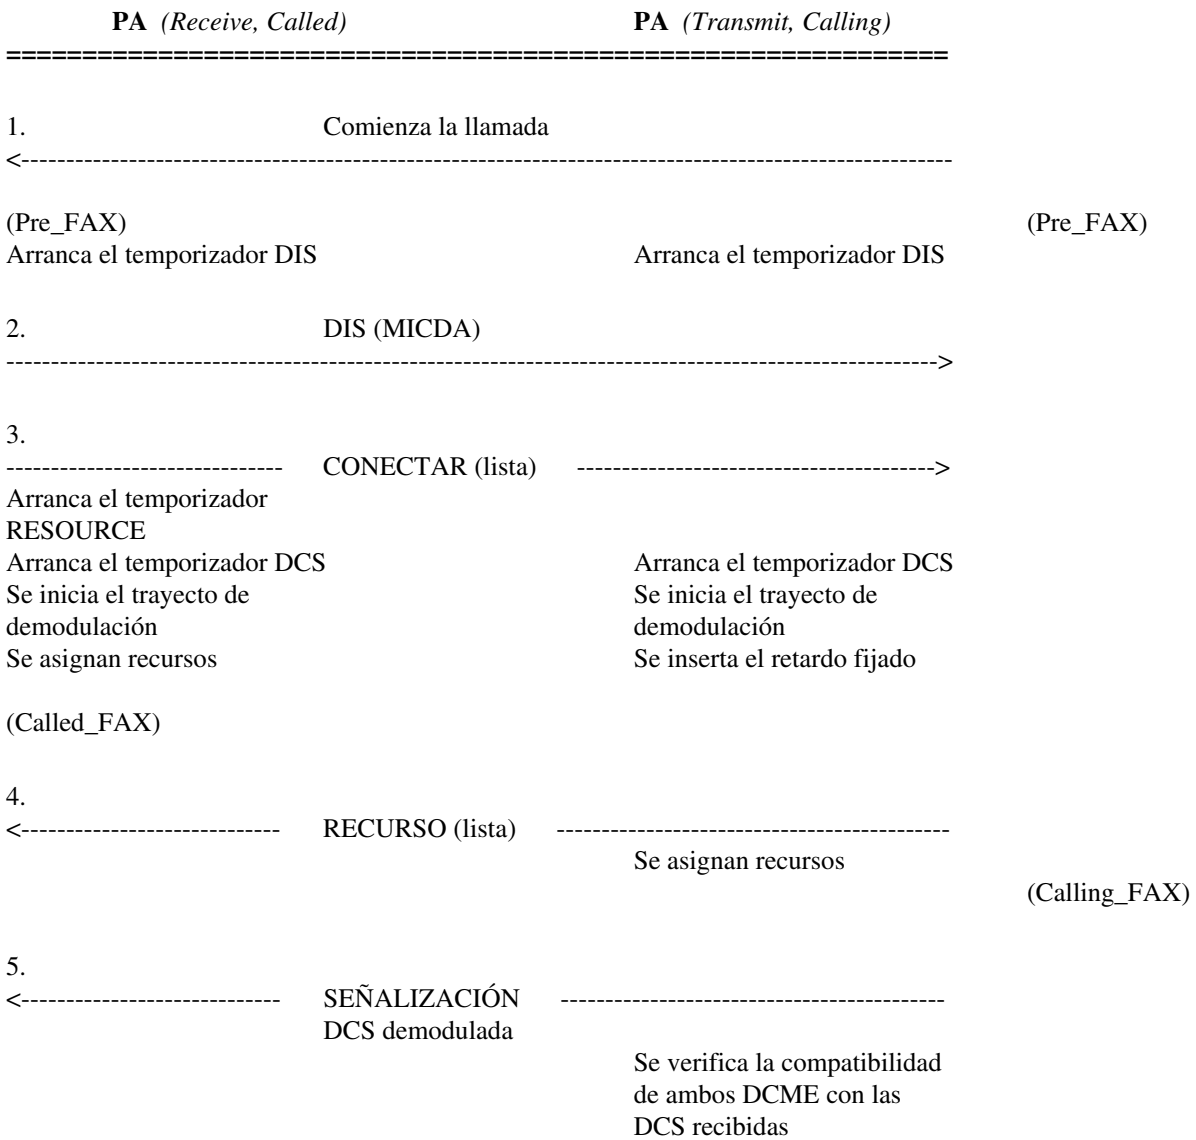 PA (Receive, Called) PA (Transmit, Calling)
==============================================================
1. Comienza la llamada
<--------------------------------------------------------------------------------------------------------
(Pre_FAX) (Pre_FAX)
Arranca el temporizador DIS Arranca el temporizador DIS
2. DIS (MICDA)
-------------------------------------------------------------------------------------------------------->
3.
------------------------------- CONECTAR (lista) ---------------------------------------->
Arranca el temporizador
RESOURCE
Arranca el temporizador DCS Arranca el temporizador DCS
Se inicia el trayecto de Se inicia el trayecto de
demodulación demodulación
Se asignan recursos Se inserta el retardo fijado
(Called_FAX)
4.
<----------------------------- RECURSO (lista) --------------------------------------------
Se asignan recursos
(Calling_FAX)
5.
<----------------------------- SEÑALIZACIÓN -------------------------------------------
DCS demodulada
Se verifica la compatibilidad
de ambos DCME con las
DCS recibidas